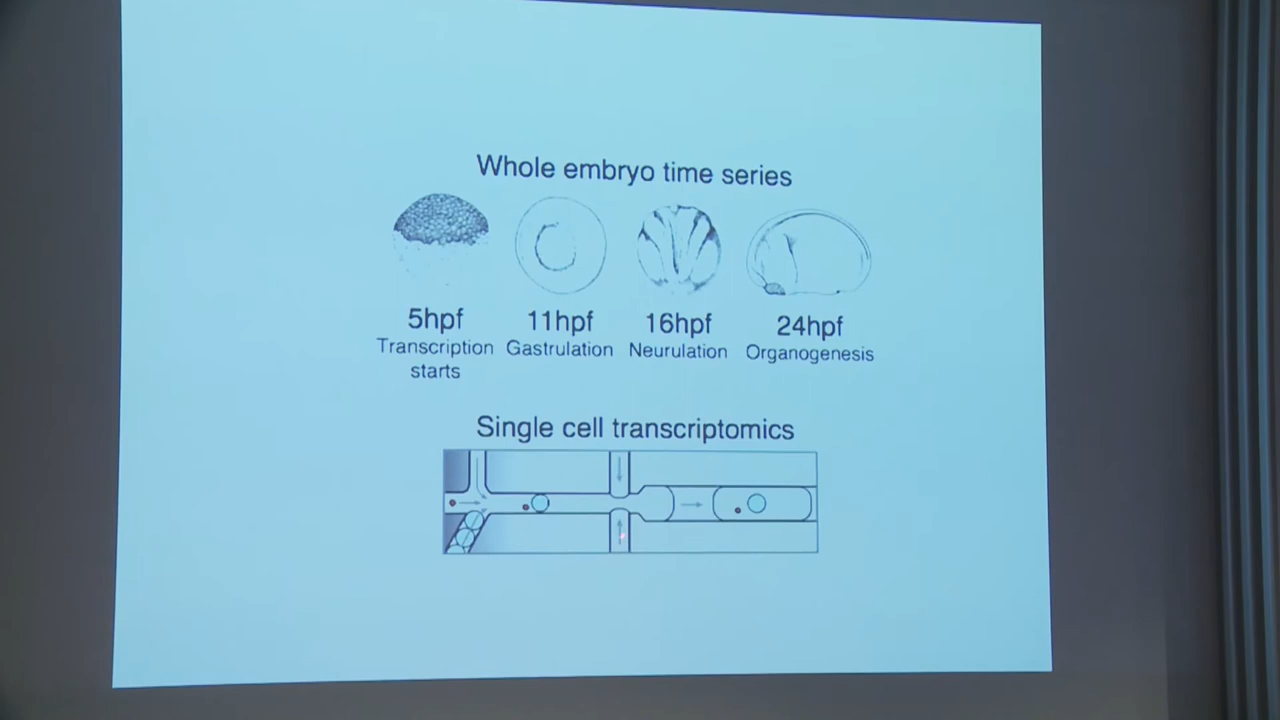 Whole embryo time series
5hpf
11hpf
16hpf
24hpf
Transcription starts
Gastrulation
Neurulation
Organogenesis
Single cell transcriptomics